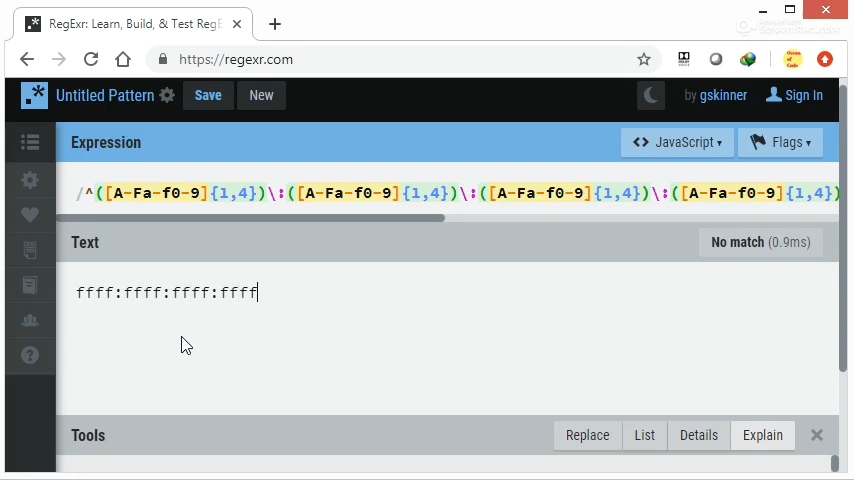 RegExr: Learn, Build, & Test RegE
https://regexr.com
Untitled Pattern
Save
New
by gskinner
Sign In
Expression
<> JavaScript
Flags
/^([A-Fa-f0-9]{1,4})\:([A-Fa-f0-9]{1,4})\:([A-Fa-f0-9]{1,4})\:([A-Fa-f0-9]{1,4})
Text
No match (0.9ms)
ffff:ffff:ffff:ffff
Tools
Replace
List
Details
Explain